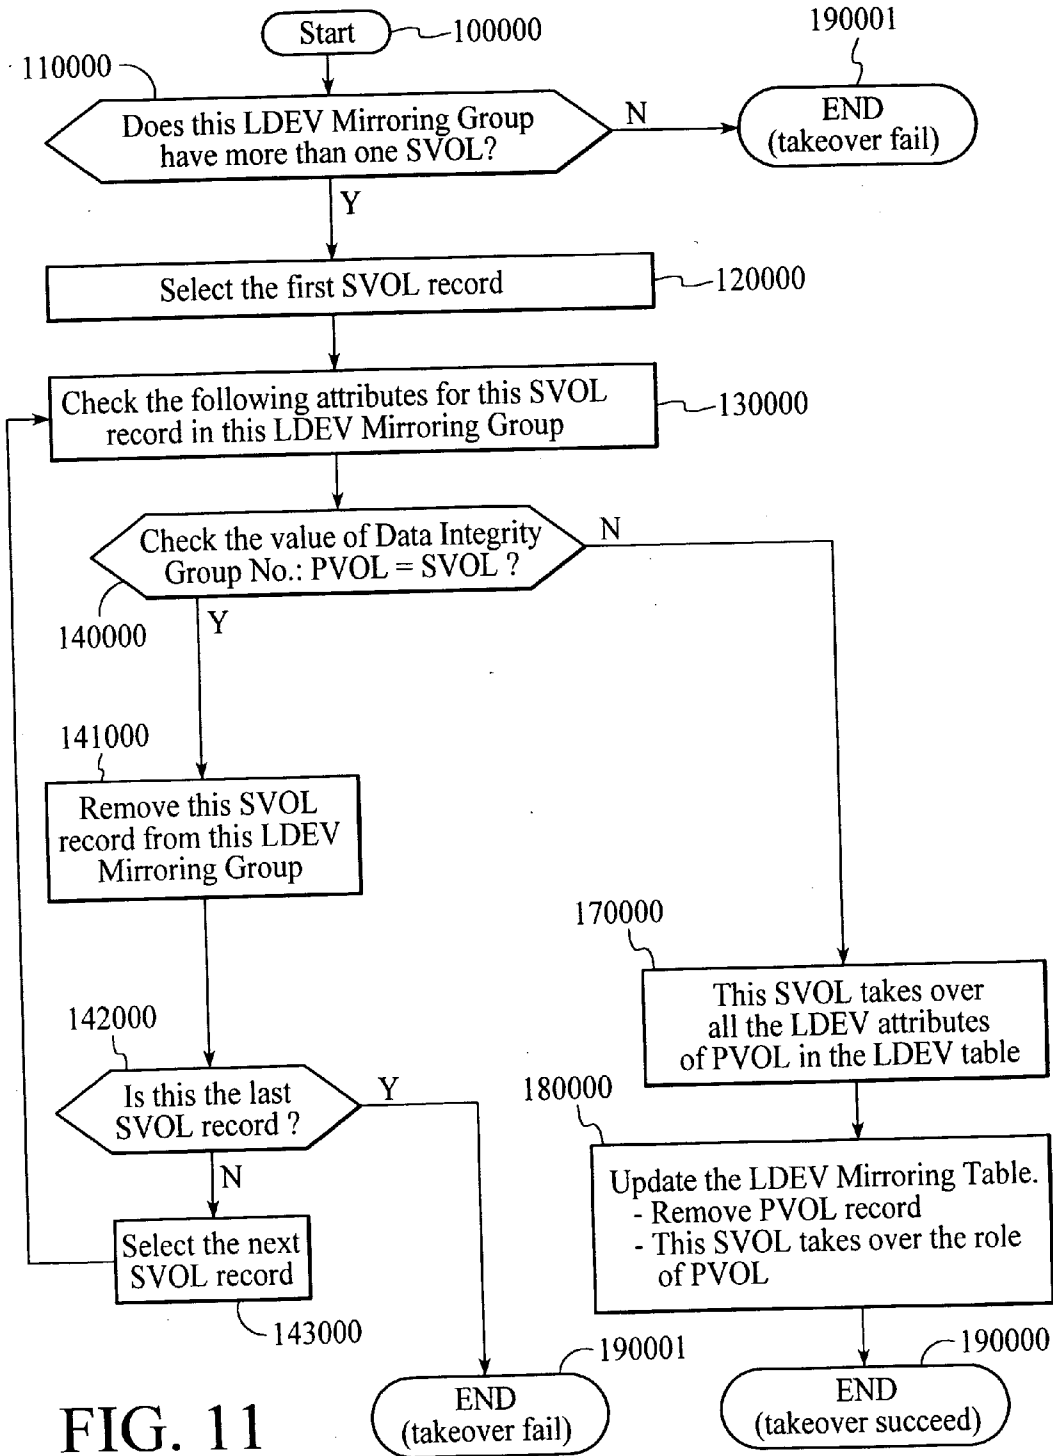 Start
100000
190001
110000
Does this LDEV Mirroring Group
have more than one SVOL?
N
END
(takeover fail)
Y
Select the first SVOL record
120000
Check the following attributes for this SVOL
record in this LDEV Mirroring Group
130000
Check the value of Data Integrity
Group No.: PVOL = SVOL ?
N
140000
Y
141000
Remove this SVOL
record from this LDEV
Mirroring Group
170000
This SVOL takes over
all the LDEV attributes
of PVOL in the LDEV table
142000
Is this the last
SVOL record ?
Y
N
180000
Update the LDEV Mirroring Table.
- Remove PVOL record
- This SVOL takes over the role
of PVOL
Select the next
SVOL record
143000
190001
END
(takeover fail)
190000
END
(takeover succeed)
FIG. 11